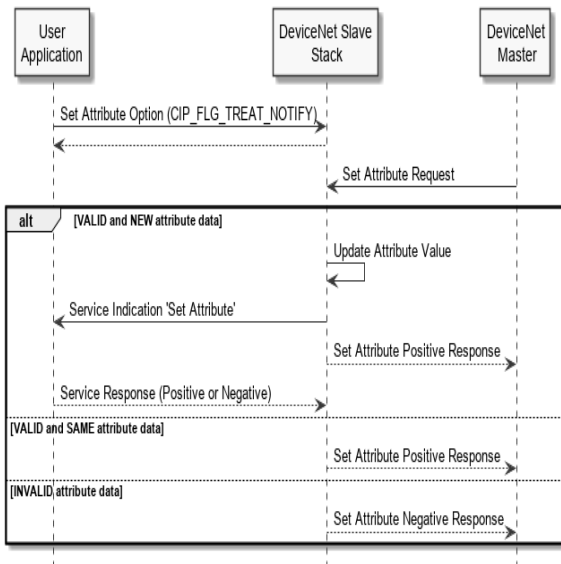 User
Application
DeviceNet Slave
Stack
DeviceNet
Master
Set Attribute Option (CIP_FLG_TREAT_NOTIFY)
Set Attribute Request
alt
[VALID and NEW attribute data]
Update Attribute Value
Service Indication 'Set Attribute'
Set Attribute Positive Response
Service Response (Positive or Negative)
[VALID and SAME attribute data]
Set Attribute Positive Response
[INVALID attribute data]
Set Attribute Negative Response